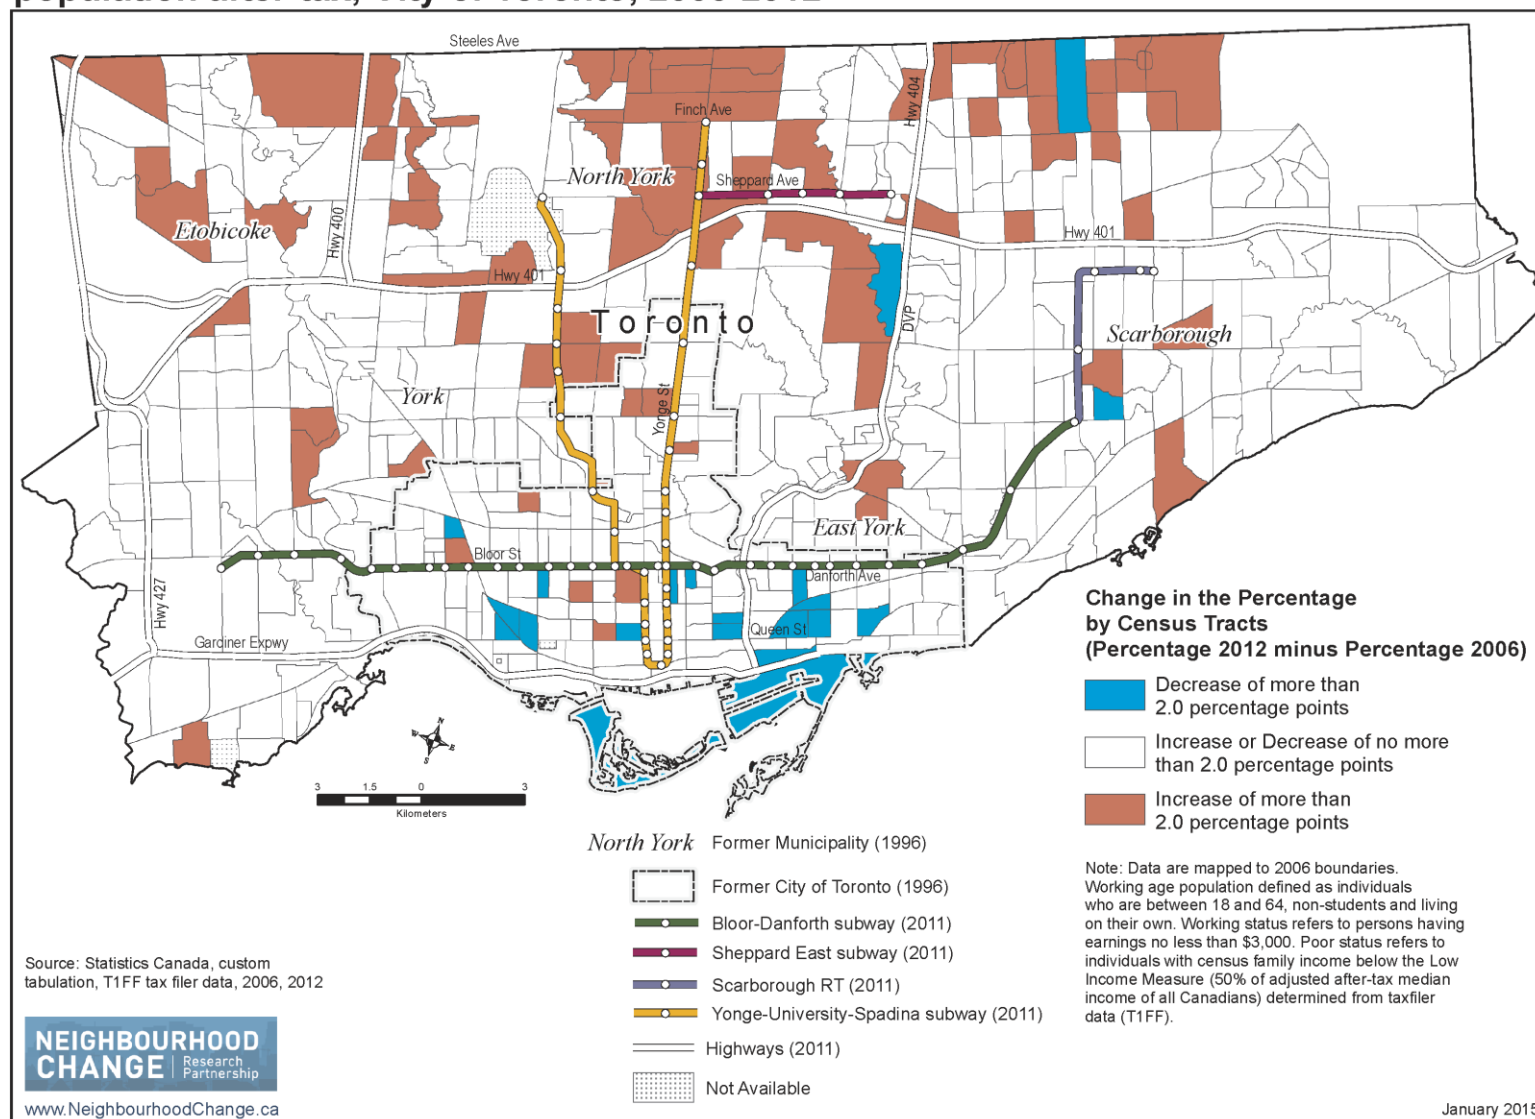 population after tax, City of Toronto, 2006-2012
Steeles Ave
Hwy 404
Finch Ave
North York
Sheppard Ave
Etobicoke
Hwy 400
Hwy 401
Hwy 401
Toronto
DVP
Scarborough
York
Yonge St
East York
Bloor St
Danforth Ave
Hwy 427
Queen St
Gardiner Expwy
N
W
E
S
3
1.5
0
3
Kilometers
Change in the Percentage
by Census Tracts
(Percentage 2012 minus Percentage 2006)
Decrease of more than
2.0 percentage points
Increase or Decrease of no more
than 2.0 percentage points
Increase of more than
2.0 percentage points
North York Former Municipality (1996)
Former City of Toronto (1996)
Bloor-Danforth subway (2011)
Sheppard East subway (2011)
Scarborough RT (2011)
Yonge-University-Spadina subway (2011)
Highways (2011)
Not Available
Note: Data are mapped to 2006 boundaries.
Working age population defined as individuals
who are between 18 and 64, non-students and living
on their own. Working status refers to persons having
earnings no less than $3,000. Poor status refers to
individuals with census family income below the Low
Income Measure (50% of adjusted after-tax median
income of all Canadians) determined from taxfiler
data (T1FF).
Source: Statistics Canada, custom
tabulation, T1FF tax filer data, 2006, 2012
NEIGHBOURHOOD
CHANGE Research
Partnership
www.NeighbourhoodChange.ca
January 2015